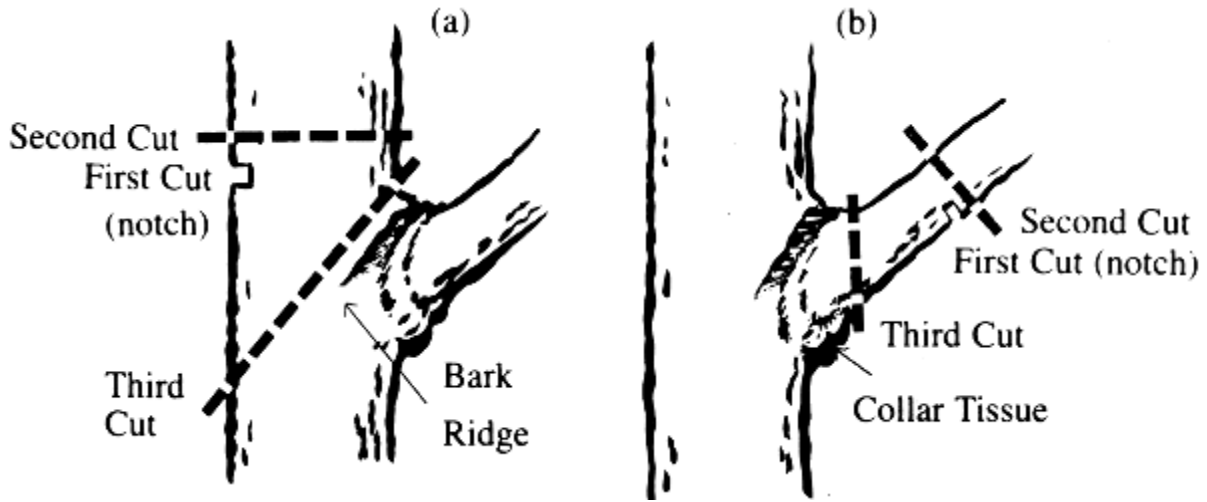 (a)
Second Cut
First Cut
(notch)
Third
Cut
Bark
Ridge
(b)
Second Cut
First Cut (notch)
Third Cut
Collar Tissue